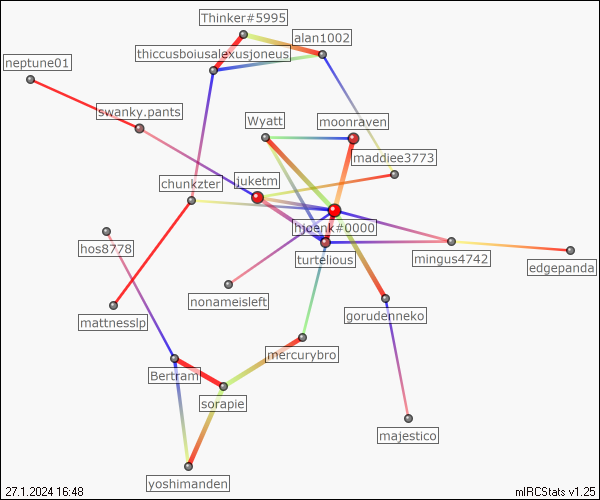 Thinker#5995
alan1002
thiccusboiusalexusjoneus
neptune01
swanky.pants
Wyatt
moonraven
maddiee3773
chunkzter
juketm
hjoenk#0000
hos8778
turtelious
mingus4742
edgepanda
nonameisleft
mattnesslp
gorudenneko
mercurybro
Bertram
sorapie
majestico
yoshimanden
27.1.2024 16:48
mIRCStats v1.25